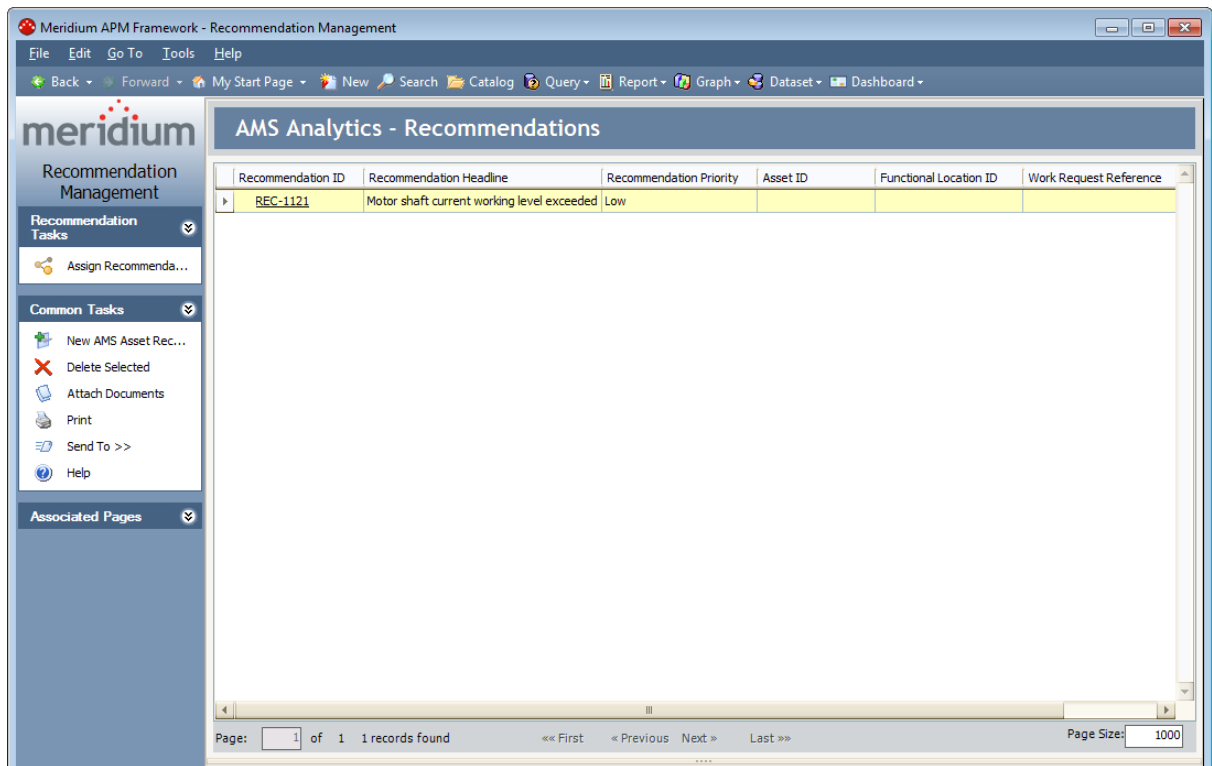 Meridium APM Framework - Recommendation Management
File Edit Go To Tools Help
Back Forward My Start Page New Search Catalog Query Report Graph Dataset Dashboard
meridium
AMS Analytics - Recommendations
Recommendation
Management
Recommendation ID Recommendation Headline Recommendation Priority Asset ID Functional Location ID Work Request Reference
REC-1121 Motor shaft current working level exceeded Low
Recommendation
Tasks
Assign Recommenda...
Common Tasks
New AMS Asset Rec...
Delete Selected
Attach Documents
Print
Send To >>
Help
Associated Pages
Page: 1 of 1 1 records found «« First « Previous Next » Last »» Page Size: 1000